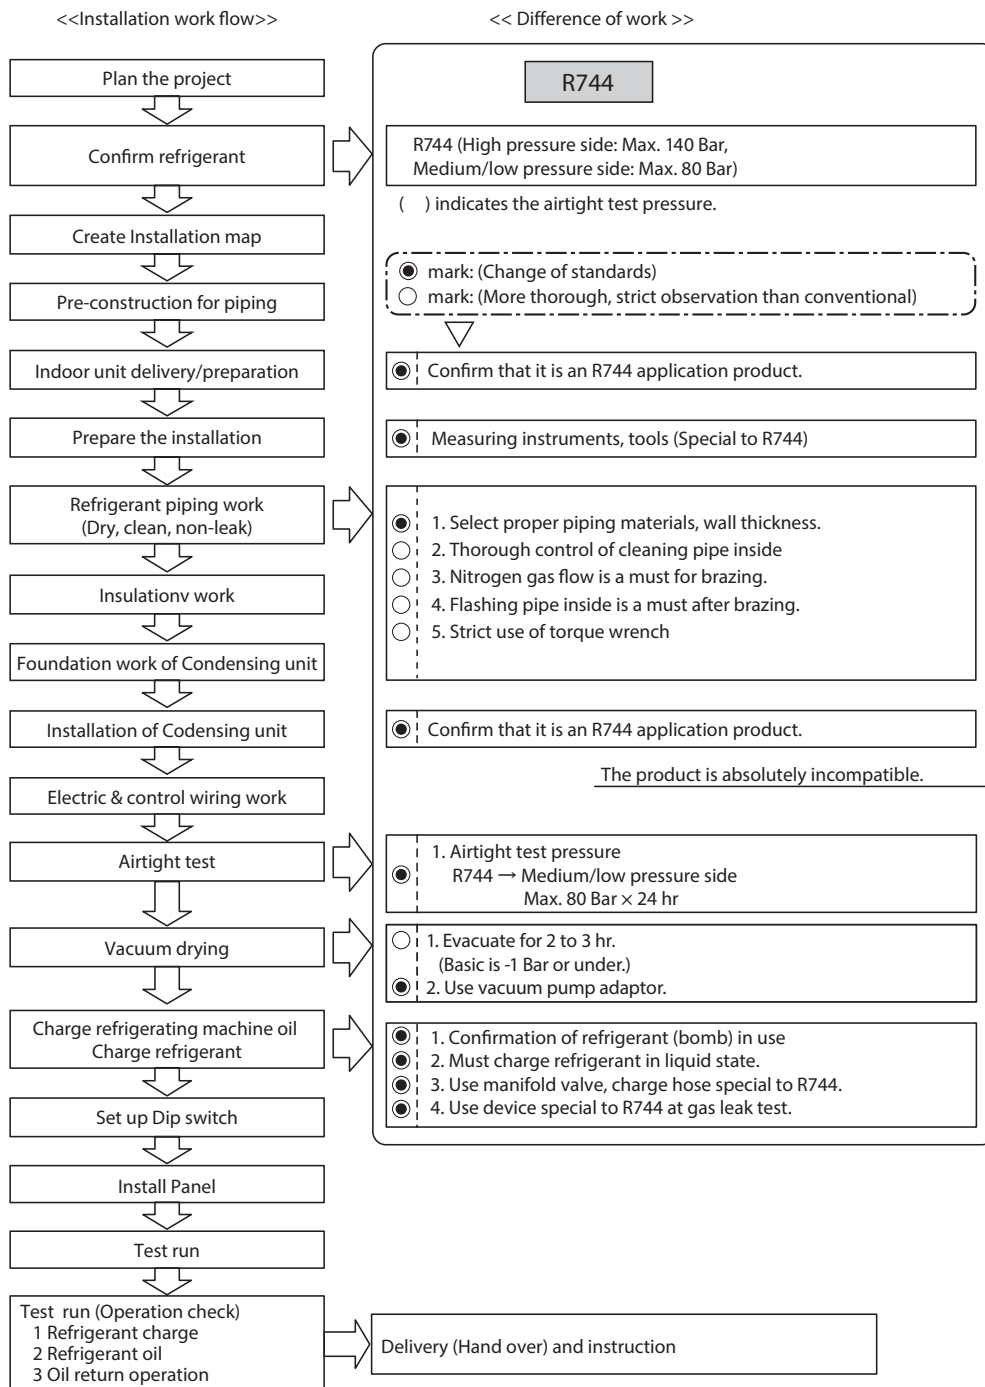 <<Installation work flow>>
<< Difference of work >>
Plan the project
R744
Confirm refrigerant
R744 (High pressure side: Max. 140 Bar,
Medium/low pressure side: Max. 80 Bar)
( ) indicates the airtight test pressure.
Create Installation map
mark: (Change of standards)
mark: (More thorough, strict observation than conventional)
Pre-construction for piping
Indoor unit delivery/preparation
Confirm that it is an R744 application product.
Prepare the installation
Measuring instruments, tools (Special to R744)
Refrigerant piping work
(Dry, clean, non-leak)
1. Select proper piping materials, wall thickness.
2. Thorough control of cleaning pipe inside
3. Nitrogen gas flow is a must for brazing.
4. Flashing pipe inside is a must after brazing.
5. Strict use of torque wrench
Insulationv work
Foundation work of Condensing unit
Installation of Codensing unit
Confirm that it is an R744 application product.
The product is absolutely incompatible.
Electric & control wiring work
Airtight test
1. Airtight test pressure
R744 → Medium/low pressure side
Max. 80 Bar × 24 hr
Vacuum drying
1. Evacuate for 2 to 3 hr.
(Basic is -1 Bar or under.)
2. Use vacuum pump adaptor.
Charge refrigerating machine oil
Charge refrigerant
1. Confirmation of refrigerant (bomb) in use
2. Must charge refrigerant in liquid state.
3. Use manifold valve, charge hose special to R744.
4. Use device special to R744 at gas leak test.
Set up Dip switch
Install Panel
Test run
Test run (Operation check)
1 Refrigerant charge
2 Refrigerant oil
3 Oil return operation
Delivery (Hand over) and instruction